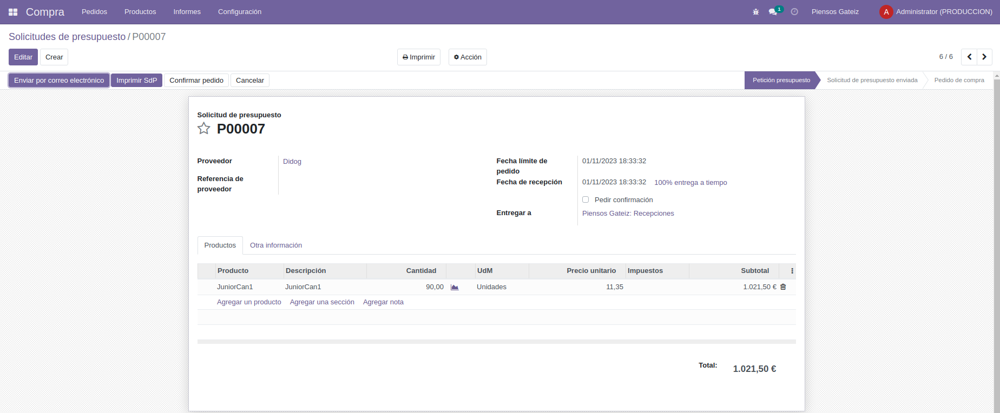 Compra Pedidos Productos Informes Configuración 1 Piensos Gateiz A Administrator (PRODUCCION)
Solicitudes de presupuesto / P00007
Editar Crear Imprimir Acción 6 / 6
Enviar por correo electrónico Imprimir SdP Confirmar pedido Cancelar Petición presupuesto Solicitud de presupuesto enviada Pedido de compra
Solicitud de presupuesto
P00007
Proveedor Didog
Referencia de
proveedor
Fecha límite de 01/11/2023 18:33:32
pedido
Fecha de recepción 01/11/2023 18:33:32 100% entrega a tiempo
Pedir confirmación
Entregar a Piensos Gateiz: Recepciones
Productos Otra información
Producto Descripción Cantidad UdM Precio unitario Impuestos Subtotal
JuniorCan1 JuniorCan1 90,00 Unidades 11,35 1.021,50 €
Agregar un producto Agregar una sección Agregar nota
Total: 1.021,50 €